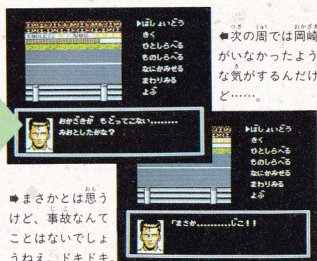 ばしょいどう
きく
ひとしらべる
ものしらべる
なにかみせる
まわりみる
よぶ
おかざきが もどってこない………
みおとしたかな?
⬅次の周では岡崎
がいなかったよう
な気がするんだけ
ど……。
➡まさかとは思う
けど、事故なんて
ことはないでしょ
うねえ。ドキドキ。
ばしょいどう
きく
ひとしらべる
ものしらべる
なにかみせる
まわりみる
よぶ
「まさか………じこ!!